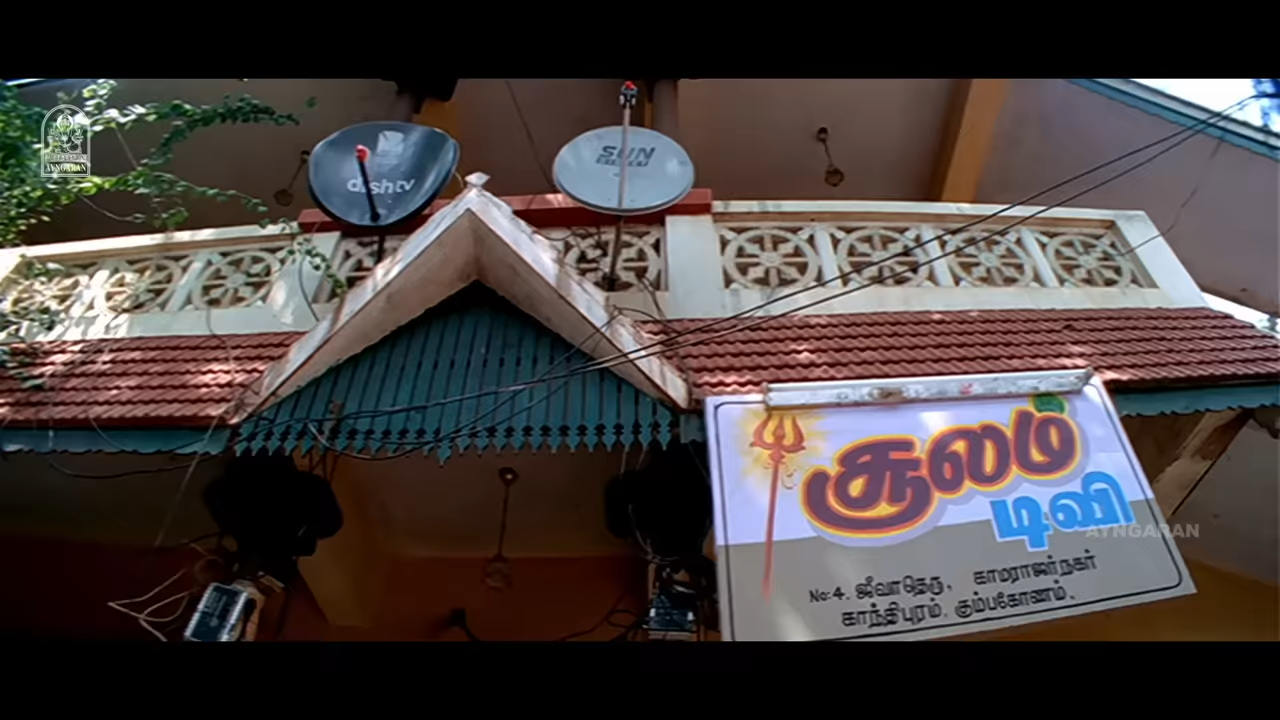 AYNGARAN
dishtv
SUN
சூலம்
டிவி
AYNGARAN
No:4. ஜீவாதெரு, காமராஜர்நகர்
காந்திபுரம், கும்பகோணம்.